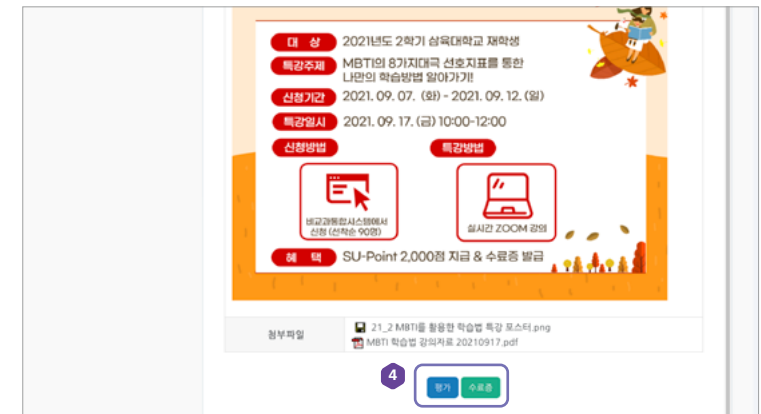 대 상 2021년도 2학기 삼육대학교 재학생
특강주제 MBTI의 8가지대극 선호지표를 통한
나만의 학습방법 알아가기!
신청기간 2021. 09. 07. (화) - 2021. 09. 12. (일)
특강일시 2021. 09. 17. (금) 10:00-12:00
신청방법 특강방법
비교과통합시스템에서
신청 (선착순 90명)
실시간 ZOOM 강의
혜 택 SU-Point 2,000점 지급 & 수료증 발급
첨부파일
21_2 MBTI를 활용한 학습법 특강 포스터.png
MBTI 학습법 강의자료 20210917.pdf
4
평가 수료증